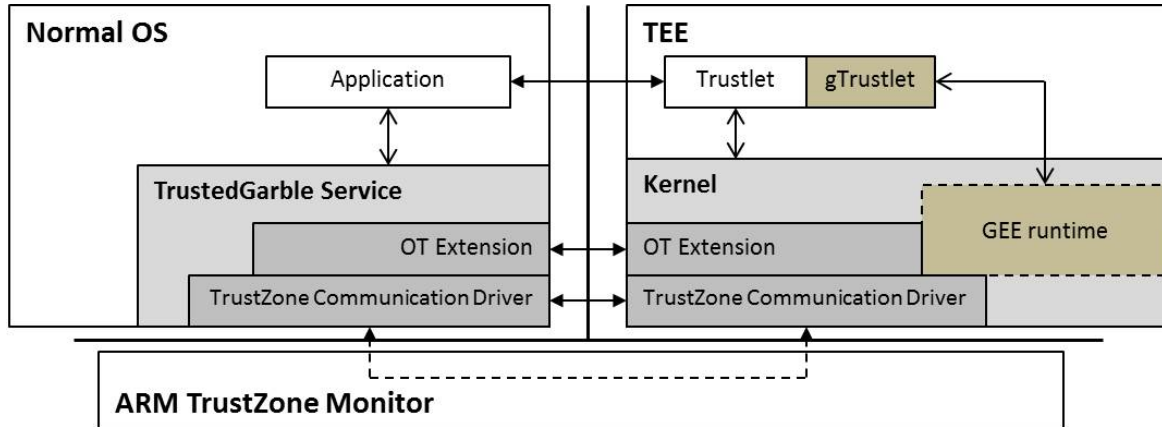 Normal OS
Application
TrustedGarble Service
OT Extension
TrustZone Communication Driver
TEE
Trustlet
gTrustlet
Kernel
GEE runtime
OT Extension
TrustZone Communication Driver
ARM TrustZone Monitor